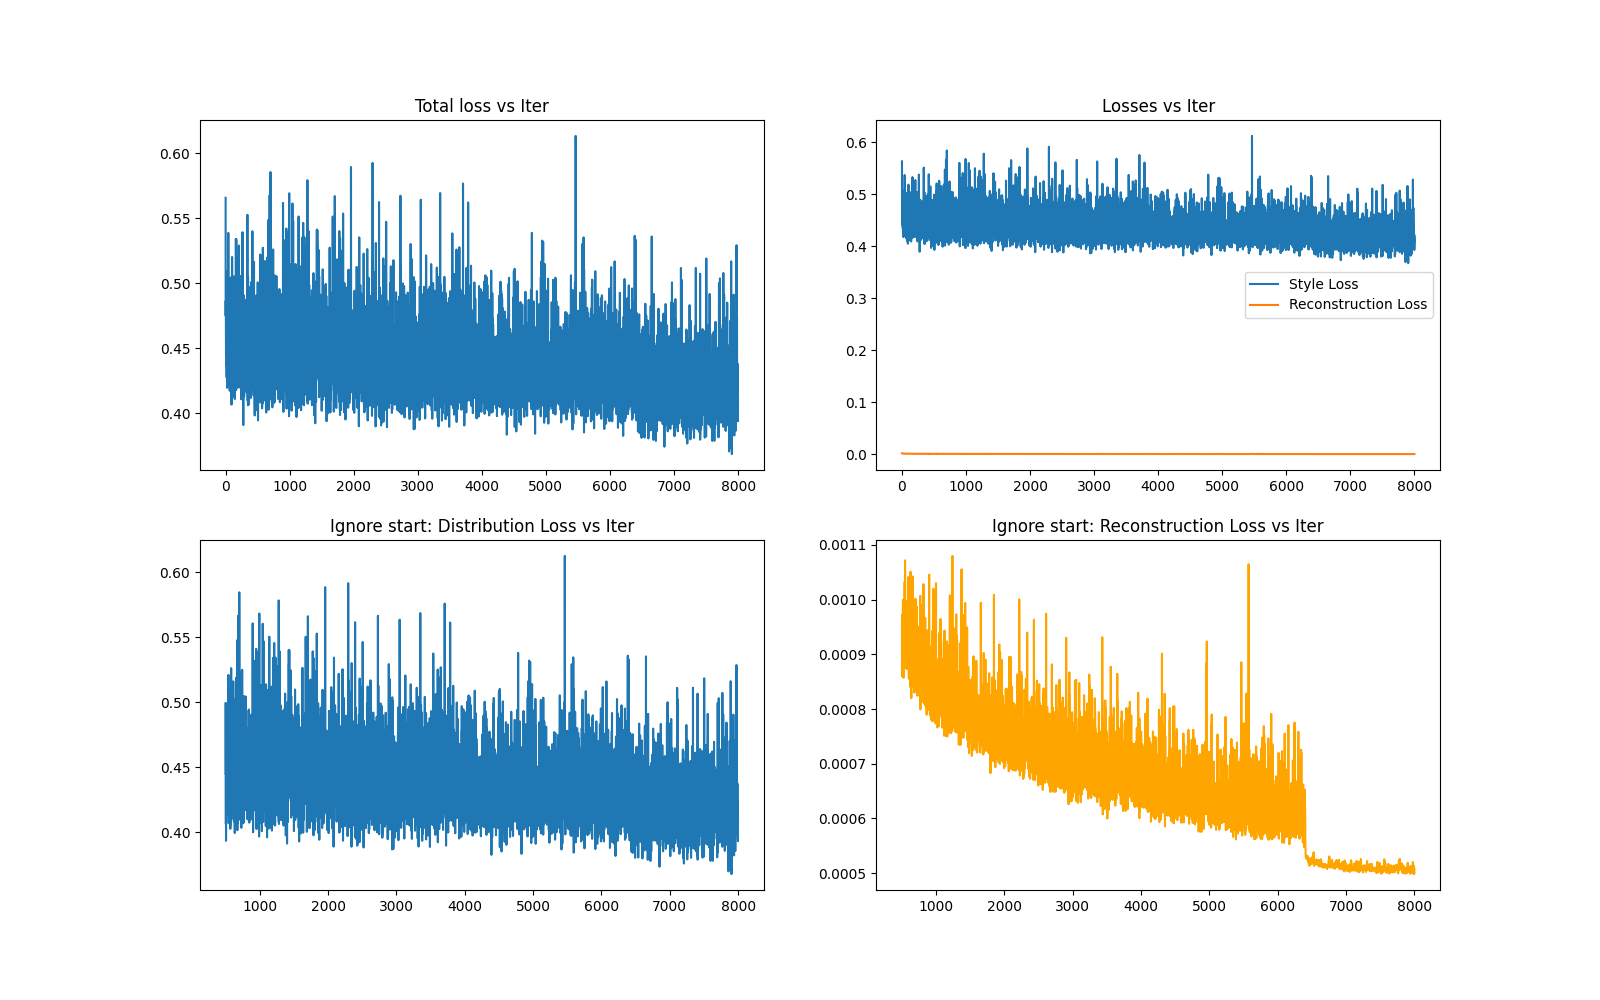 Total loss vs Iter
0.60
0.55
0.50
0.45
0.40
0 1000 2000 3000 4000 5000 6000 7000 8000
Losses vs Iter
0.6
0.5
0.4
0.3
0.2
0.1
0.0
Style Loss
Reconstruction Loss
0 1000 2000 3000 4000 5000 6000 7000 8000
Ignore start: Distribution Loss vs Iter
0.60
0.55
0.50
0.45
0.40
1000 2000 3000 4000 5000 6000 7000 8000
Ignore start: Reconstruction Loss vs Iter
0.0011
0.0010
0.0009
0.0008
0.0007
0.0006
0.0005
1000 2000 3000 4000 5000 6000 7000 8000